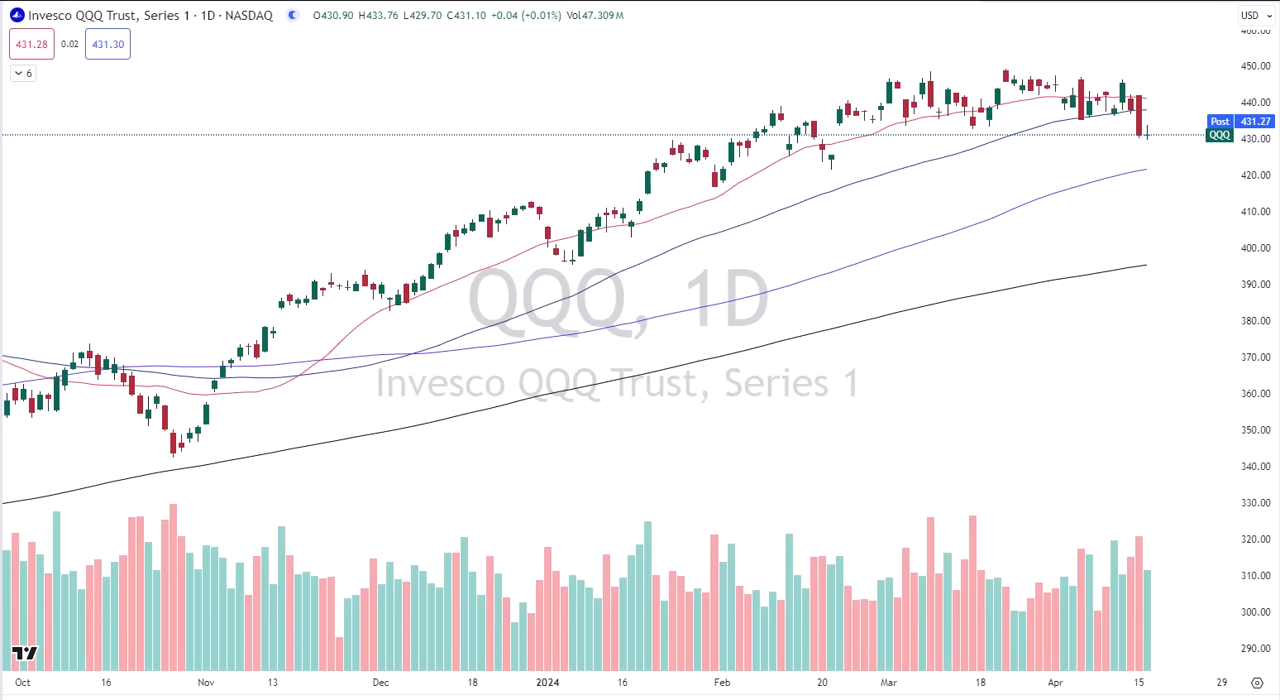 Invesco QQQ Trust, Series 1 · 1D · NASDAQ O430.90 H433.76 L429.70 C431.10 +0.04 (+0.01%) Vol47.309M
USD
431.28 0.02 431.30
6
460.00
450.00
440.00
Post 431.27
QQQ
430.00
420.00
410.00
400.00
390.00
380.00
370.00
360.00
350.00
340.00
330.00
320.00
310.00
300.00
290.00
QQQ, 1D
Invesco QQQ Trust, Series 1
Oct 16 Nov 13 Dec 18 2024 16 Feb 20 Mar 18 Apr 15 29